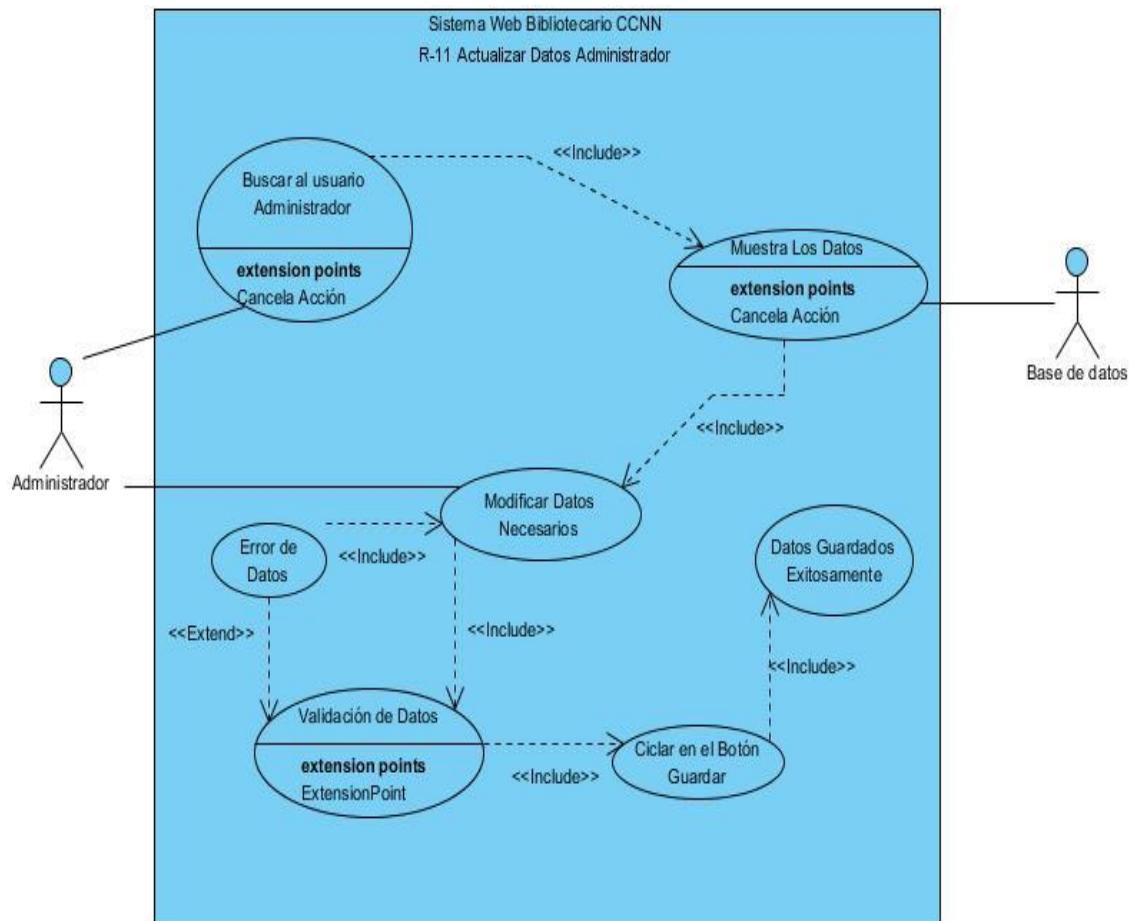 Sistema Web Bibliotecario CCNN
R-11 Actualizar Datos Administrador
<<Include>>
Buscar al usuario
Administrador
extension points
Cancela Acción
Muestra Los Datos
extension points
Cancela Acción
Base de datos
Administrador
<<Include>>
Modificar Datos
Necesarios
Error de
Datos
<<Include>>
Datos Guardados
Exitosamente
<<Extend>>
<<Include>>
<<Include>>
Validación de Datos
extension points
ExtensionPoint
<<Include>>
Ciclar en el Botón
Guardar